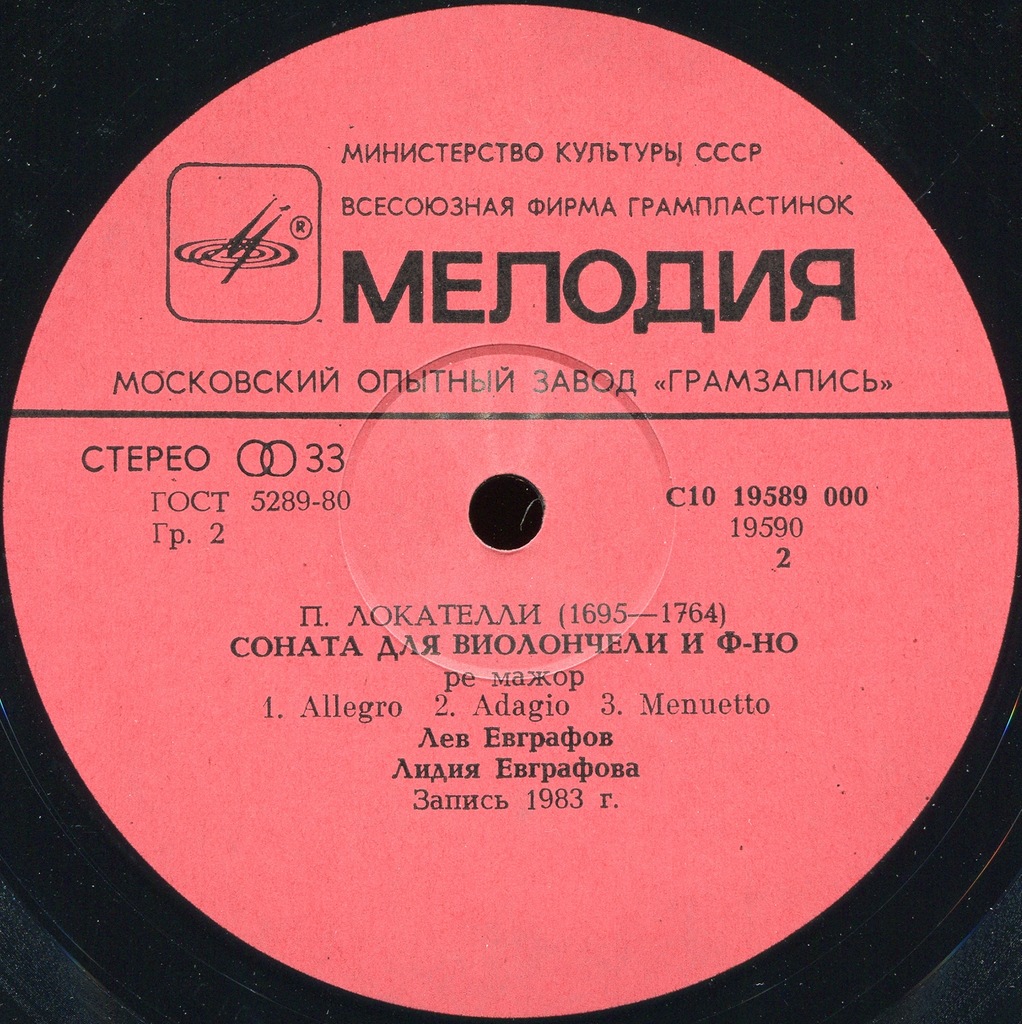 МИНИСТЕРСТВО КУЛЬТУРЫ СССР
ВСЕСОЮЗНАЯ ФИРМА ГРАМПЛАСТИНОК
®
МЕЛОДИЯ
МОСКОВСКИЙ ОПЫТНЫЙ ЗАВОД «ГРАМЗАПИСЬ»
СТЕРЕО 33
ГОСТ 5289-80
Гр. 2
С10 19589 000
19590
2
П. ЛОКАТЕЛЛИ (1695—1764)
СОНАТА ДЛЯ ВИОЛОНЧЕЛИ И Ф-НО
ре мажор
1. Allegro 2. Adagio 3. Menuetto
Лев Евграфов
Лидия Евграфова
Запись 1983 г.